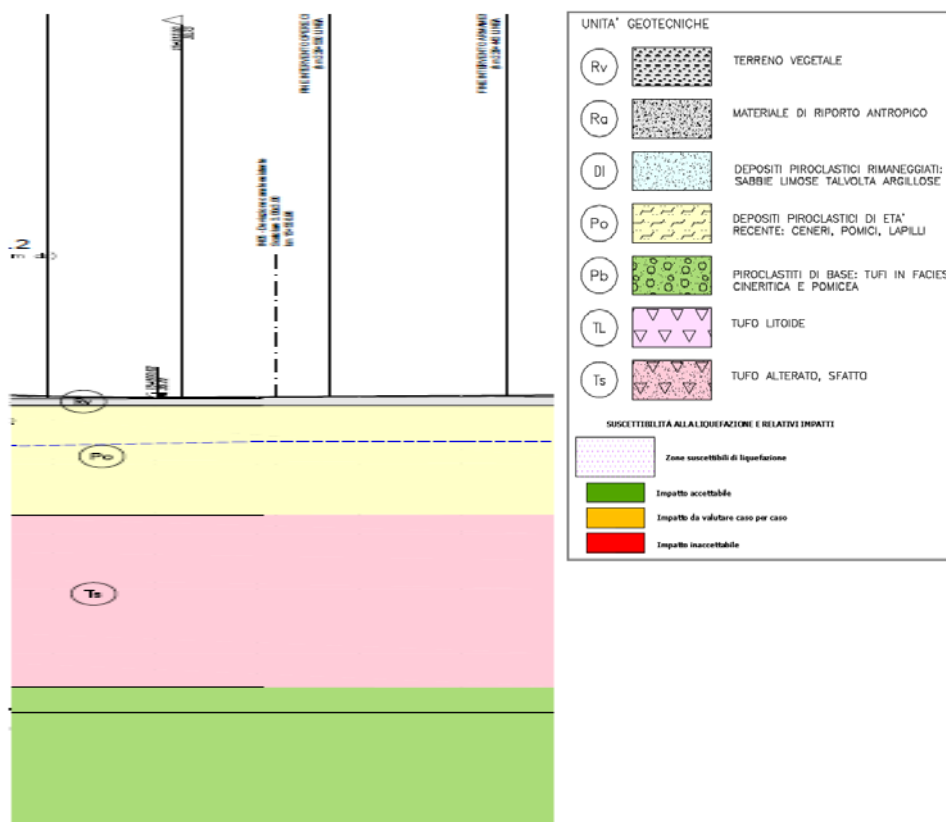 Rv
Po
Ts
UNITA' GEOTECNICHE
Rv TERRENO VEGETALE
Ra MATERIALE DI RIPORTO ANTROPICO
Dl DEPOSITI PIROCLASTICI RIMANEGGIATI:
SABBIE LIMOSE TALVOLTA ARGILLOSE
Po DEPOSITI PIROCLASTICI DI ETA'
RECENTE: CENERI, POMICI, LAPILLI
Pb PIROCLASTITI DI BASE: TUFI IN FACIES
CINERITICA E POMICEA
TL TUFO LITOIDE
Ts TUFO ALTERATO, SFATTO
SUSCETTIBILITÀ ALLA LIQUEFAZIONE E RELATIVI IMPATTI
Zone suscettibili di liquefazione
Impatto accettabile
Impatto da valutare caso per caso
Impatto inaccettabile